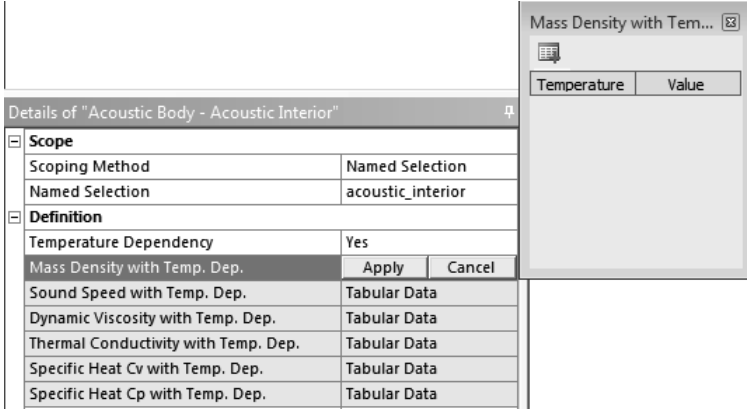 Mass Density with Tem...
Temperature Value
Details of "Acoustic Body - Acoustic Interior"
Scope
Scoping Method Named Selection
Named Selection acoustic_interior
Definition
Temperature Dependency Yes
Mass Density with Temp. Dep. Apply Cancel
Sound Speed with Temp. Dep. Tabular Data
Dynamic Viscosity with Temp. Dep. Tabular Data
Thermal Conductivity with Temp. Dep. Tabular Data
Specific Heat Cv with Temp. Dep. Tabular Data
Specific Heat Cp with Temp. Dep. Tabular Data